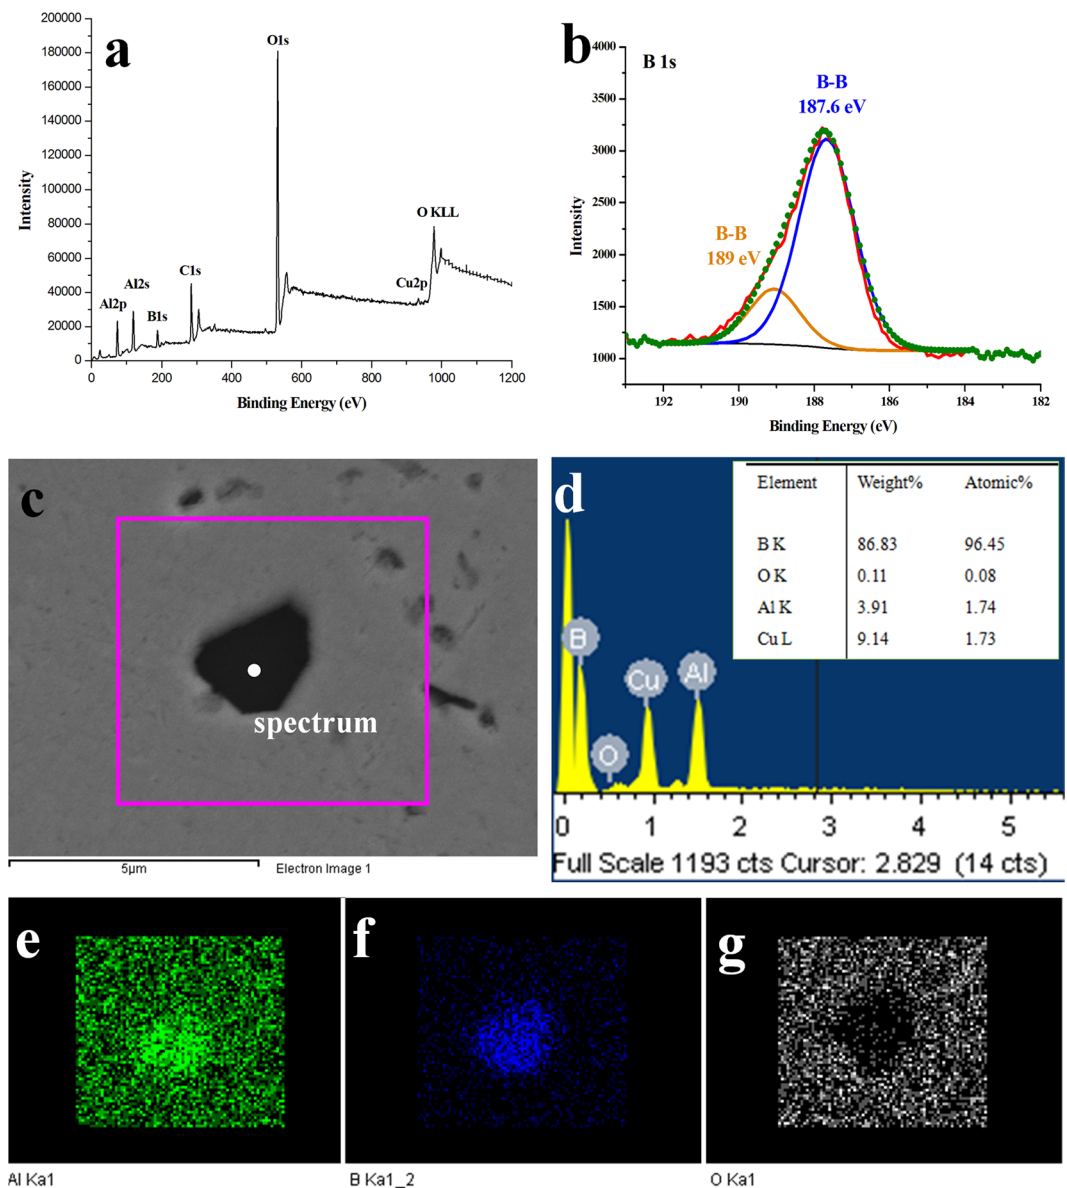 a
200000
180000
160000
140000
120000
100000
80000
60000
40000
20000
0
Intensity
O1s
O KLL
Cu2p
C1s
Al2s
Al2p
B1s
0 200 400 600 800 1000 1200
Binding Energy (eV)
b
B 1s
4000
3500
3000
2500
2000
1500
1000
Intensity
B-B
187.6 eV
B-B
189 eV
192 190 188 186 184 182
Binding Energy (eV)
c
spectrum
5μm Electron Image 1
d
Element Weight% Atomic%
B K 86.83 96.45
O K 0.11 0.08
Al K 3.91 1.74
Cu L 9.14 1.73
B
O
Cu
Al
0 1 2 3 4 5
Full Scale 1193 cts Cursor: 2.829 (14 cts)
e
Al Ka1
f
B Ka1_2
g
O Ka1